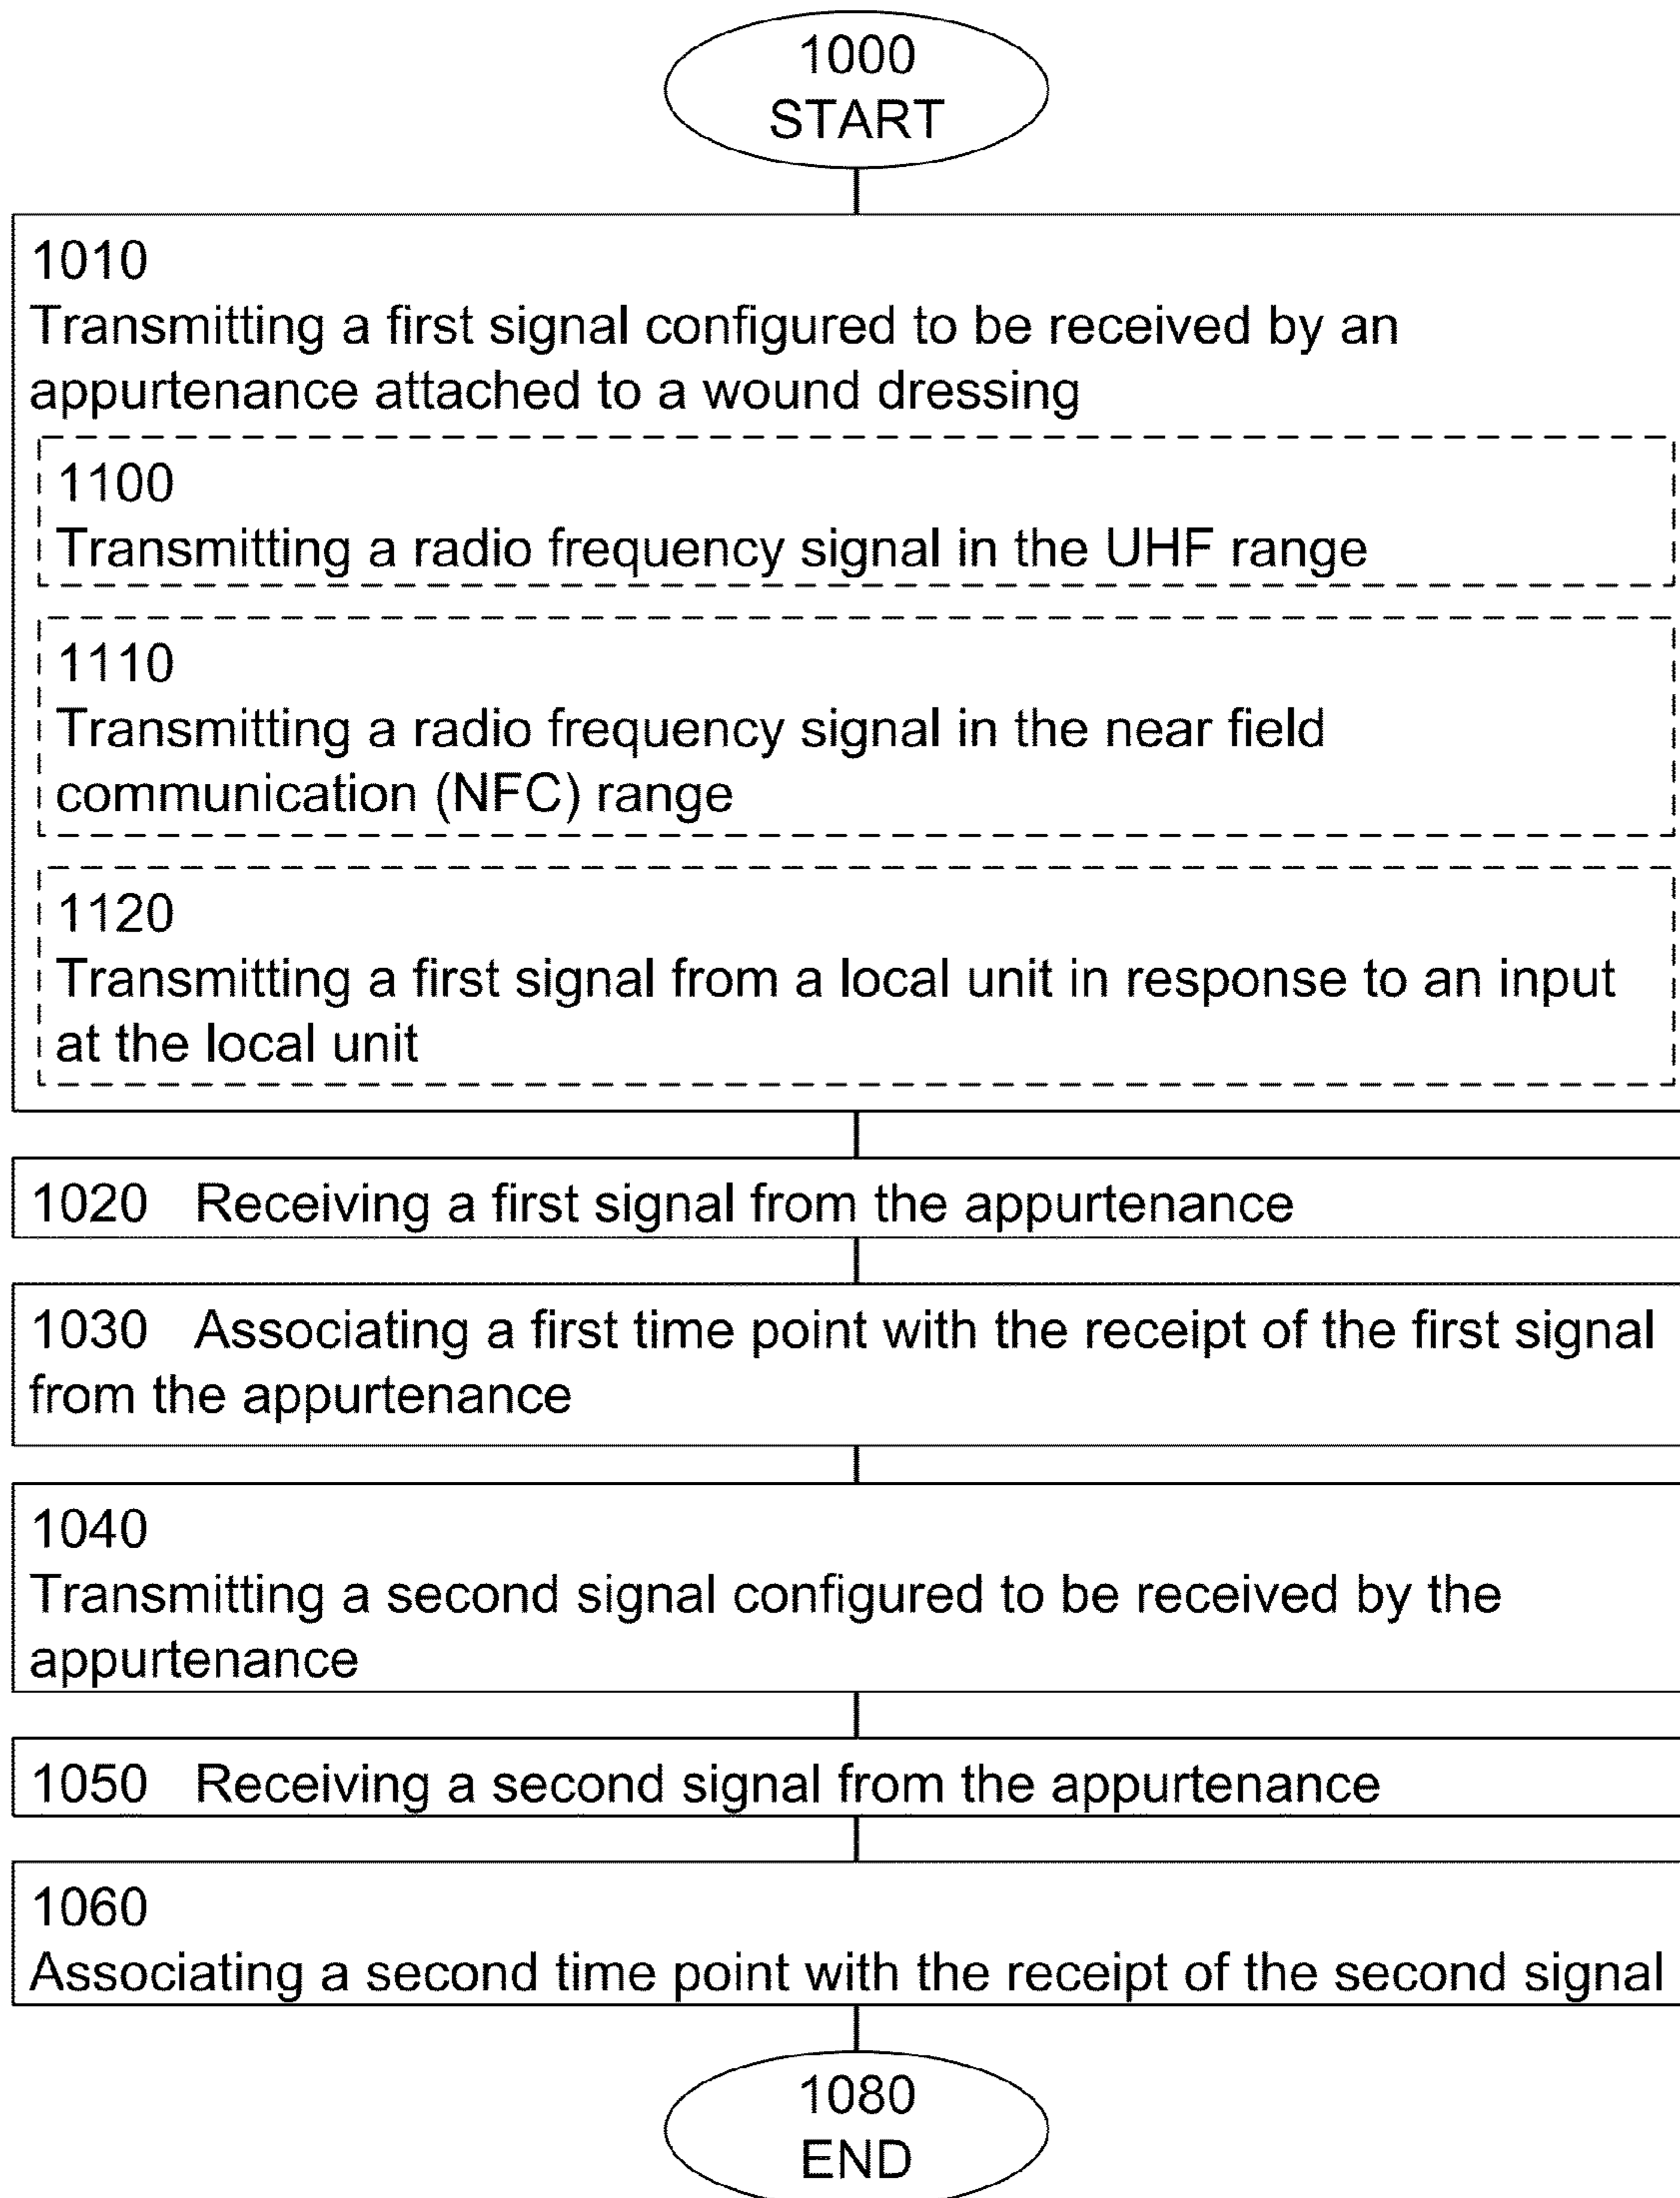 1000
START
1010
Transmitting a first signal configured to be received by an
appurtenance attached to a wound dressing
1100
Transmitting a radio frequency signal in the UHF range
1110
Transmitting a radio frequency signal in the near field
communication (NFC) range
1120
Transmitting a first signal from a local unit in response to an input
at the local unit
1020 Receiving a first signal from the appurtenance
1030 Associating a first time point with the receipt of the first signal
from the appurtenance
1040
Transmitting a second signal configured to be received by the
appurtenance
1050 Receiving a second signal from the appurtenance
1060
Associating a second time point with the receipt of the second signal
1080
END